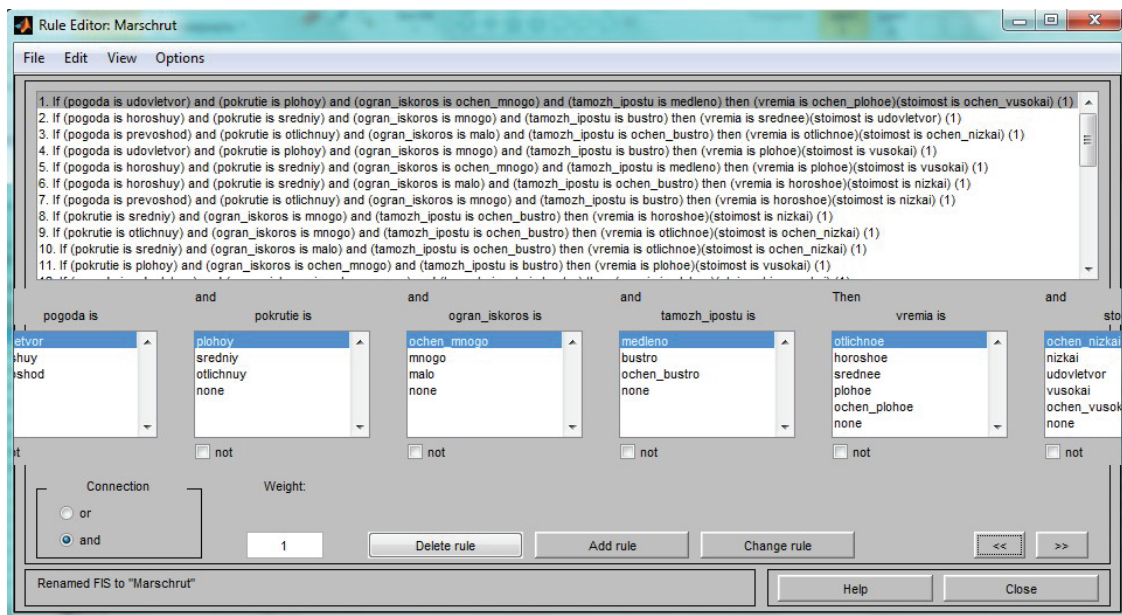 Rule Editor: Marschrut
File Edit View Options
1. If (pogoda is udovletvor) and (pokrutie is plohoy) and (ogran_iskoros is ochen_mnogo) and (tamozh_ipostu is medleno) then (vremia is ochen_plohoe)(stoimost is ochen_vusokai) (1)
2. If (pogoda is horoshuy) and (pokrutie is sredniy) and (ogran_iskoros is mnogo) and (tamozh_ipostu is bustro) then (vremia is srednee)(stoimost is udovletvor) (1)
3. If (pogoda is prevoshod) and (pokrutie is otlichnuy) and (ogran_iskoros is malo) and (tamozh_ipostu is ochen_bustro) then (vremia is otlichnoe)(stoimost is ochen_nizkai) (1)
4. If (pogoda is udovletvor) and (pokrutie is plohoy) and (ogran_iskoros is mnogo) and (tamozh_ipostu is bustro) then (vremia is plohoe)(stoimost is vusokai) (1)
5. If (pogoda is horoshuy) and (pokrutie is sredniy) and (ogran_iskoros is ochen_mnogo) and (tamozh_ipostu is medleno) then (vremia is plohoe)(stoimost is vusokai) (1)
6. If (pogoda is horoshuy) and (pokrutie is sredniy) and (ogran_iskoros is malo) and (tamozh_ipostu is ochen_bustro) then (vremia is horoshoe)(stoimost is nizkai) (1)
7. If (pogoda is prevoshod) and (pokrutie is otlichnuy) and (ogran_iskoros is mnogo) and (tamozh_ipostu is bustro) then (vremia is horoshoe)(stoimost is nizkai) (1)
8. If (pokrutie is sredniy) and (ogran_iskoros is mnogo) and (tamozh_ipostu is ochen_bustro) then (vremia is horoshoe)(stoimost is nizkai) (1)
9. If (pokrutie is otlichnuy) and (ogran_iskoros is mnogo) and (tamozh_ipostu is ochen_bustro) then (vremia is otlichnoe)(stoimost is ochen_nizkai) (1)
10. If (pokrutie is sredniy) and (ogran_iskoros is malo) and (tamozh_ipostu is ochen_bustro) then (vremia is otlichnoe)(stoimost is ochen_nizkai) (1)
11. If (pokrutie is plohoy) and (ogran_iskoros is ochen_mnogo) and (tamozh_ipostu is bustro) then (vremia is plohoe)(stoimost is vusokai) (1)
and and and Then and
pogoda is pokrutie is ogran_iskoros is tamozh_ipostu is vremia is sto
etvor plohoy ochen_mnogo medleno otlichnoe ochen_nizkai
shuy sredniy mnogo bustro horoshoe nizkai
shod otlichnuy malo ochen_bustro srednee udovletvor
none none none plohoe vusokai
ochen_plohoe ochen_vusok
none none
not not not not not
Connection Weight:
or
and 1 Delete rule Add rule Change rule << >>
Renamed FIS to "Marschrut" Help Close